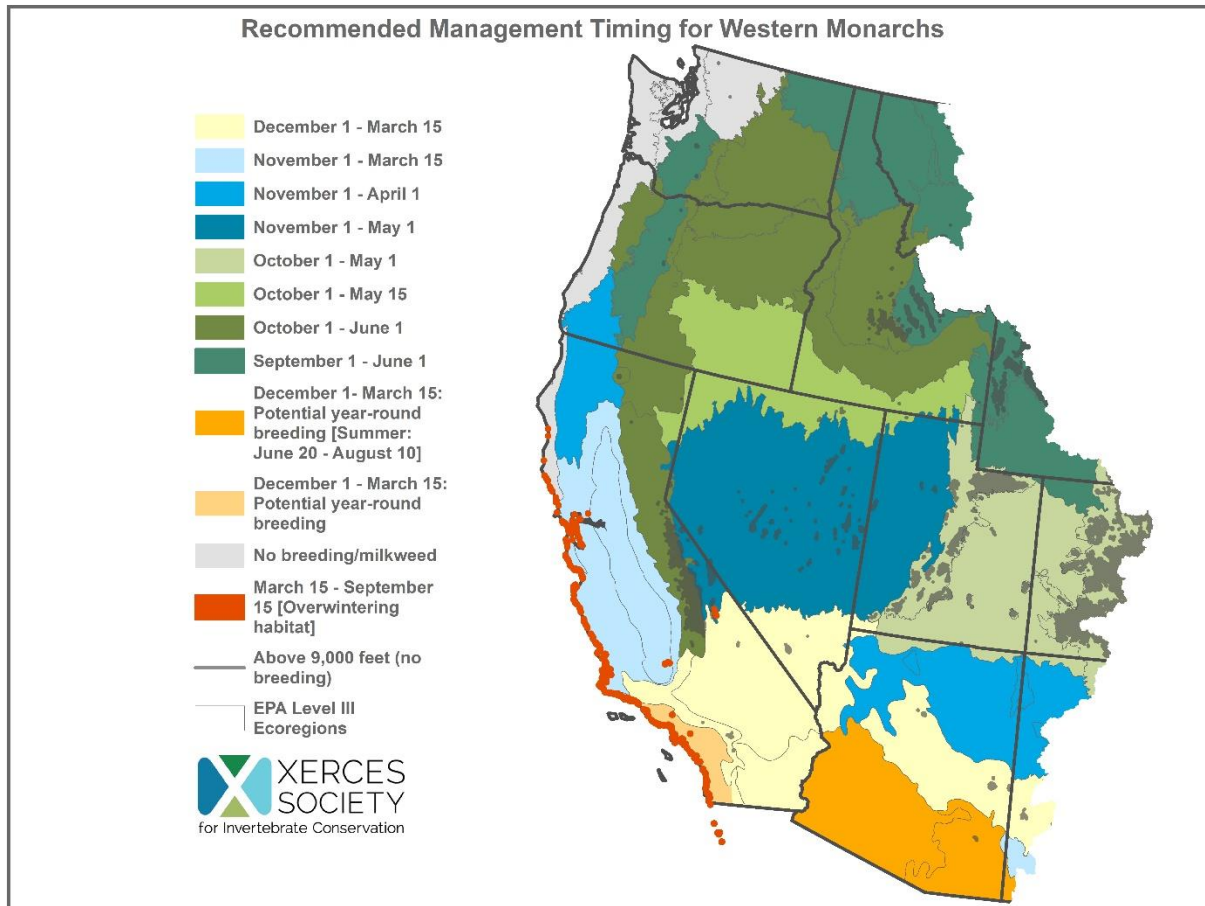 Recommended Management Timing for Western Monarchs
December 1 - March 15
November 1 - March 15
November 1 - April 1
November 1 - May 1
October 1 - May 1
October 1 - May 15
October 1 - June 1
September 1 - June 1
December 1- March 15:
Potential year-round
breeding [Summer:
June 20 - August 10]
December 1 - March 15:
Potential year-round
breeding
No breeding/milkweed
March 15 - September
15 [Overwintering
habitat]
Above 9,000 feet (no
breeding)
EPA Level III
Ecoregions
XERCES
SOCIETY
for Invertebrate Conservation